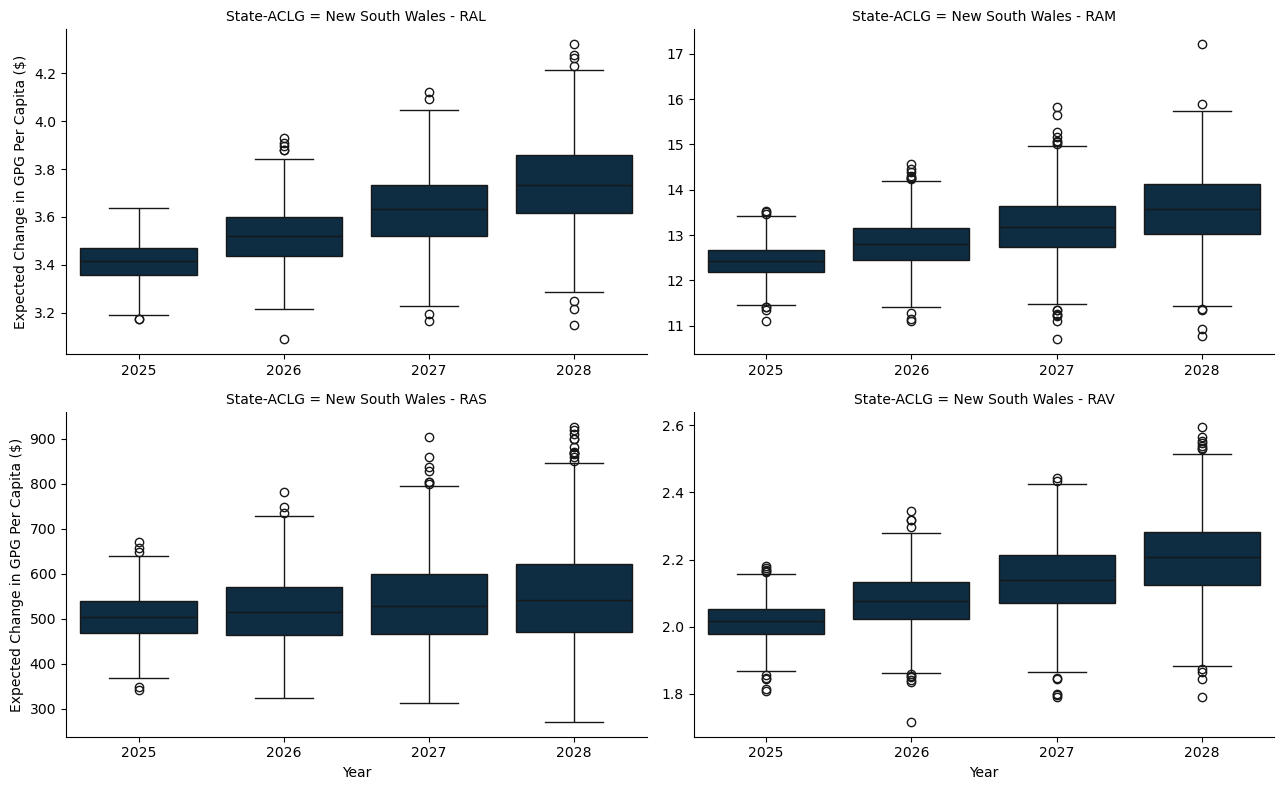 State-ACLG = New South Wales - RAL
Expected Change in GPG Per Capita ($)
4.2
4.0
3.8
3.6
3.4
3.2
2025 2026 2027 2028
State-ACLG = New South Wales - RAM
17
16
15
14
13
12
11
2025 2026 2027 2028
State-ACLG = New South Wales - RAS
Expected Change in GPG Per Capita ($)
900
800
700
600
500
400
300
2025 2026 2027 2028
Year
State-ACLG = New South Wales - RAV
2.6
2.4
2.2
2.0
1.8
2025 2026 2027 2028
Year